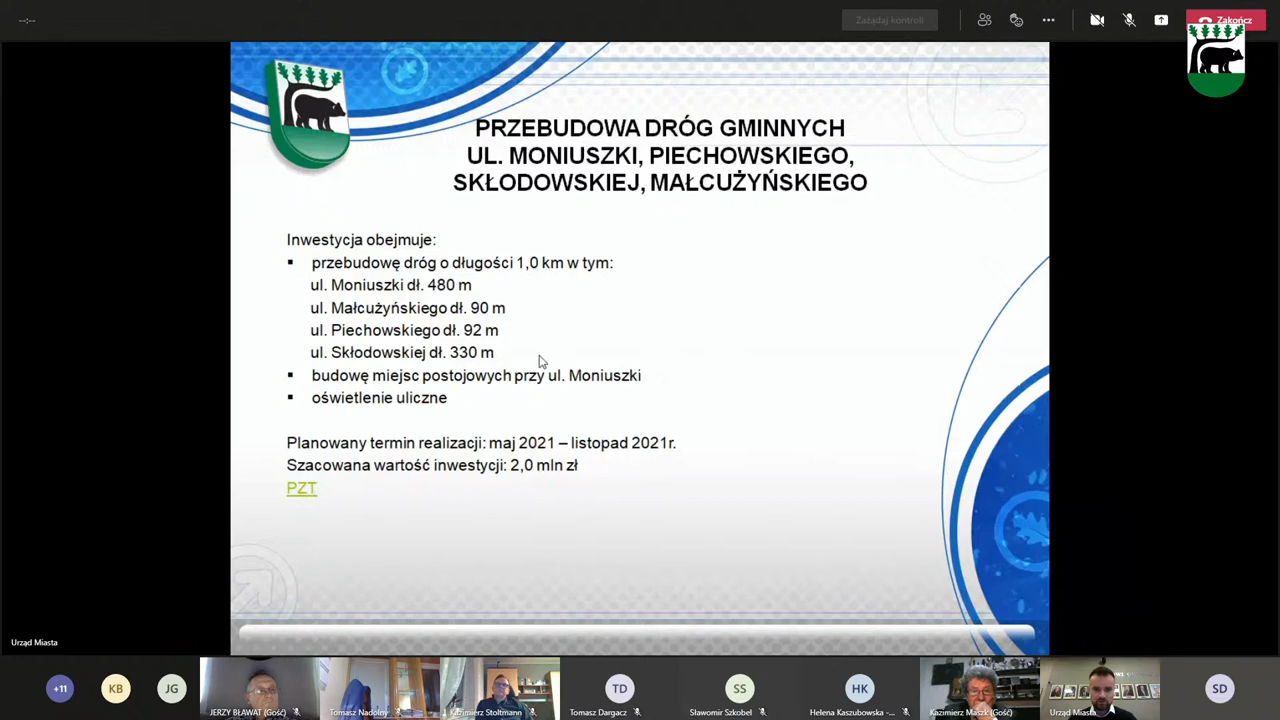 --:--
Zażądaj kontroli
Zakończ
PRZEBUDOWA DRÓG GMINNYCH
UL. MONIUSZKI, PIECHOWSKIEGO,
SKŁODOWSKIEJ, MAŁCUŻYŃSKIEGO
Inwestycja obejmuje:
▪ przebudowę dróg o długości 1,0 km w tym:
ul. Moniuszki dł. 480 m
ul. Małcużyńskiego dł. 90 m
ul. Piechowskiego dł. 92 m
ul. Skłodowskiej dł. 330 m
▪ budowę miejsc postojowych przy ul. Moniuszki
▪ oświetlenie uliczne
Planowany termin realizacji: maj 2021 – listopad 2021r.
Szacowana wartość inwestycji: 2,0 mln zł
PZT
Urząd Miasta
+11
KB
JG
JERZY BŁAWAT (Gość)
Tomasz Nadolny
Kazimierz Stoltmann
TD
Tomasz Dargacz
SS
Sławomir Szkobel
HK
Helena Kaszubowska -...
Kazimierz Maszk (Gość)
Urząd Miasta
SD